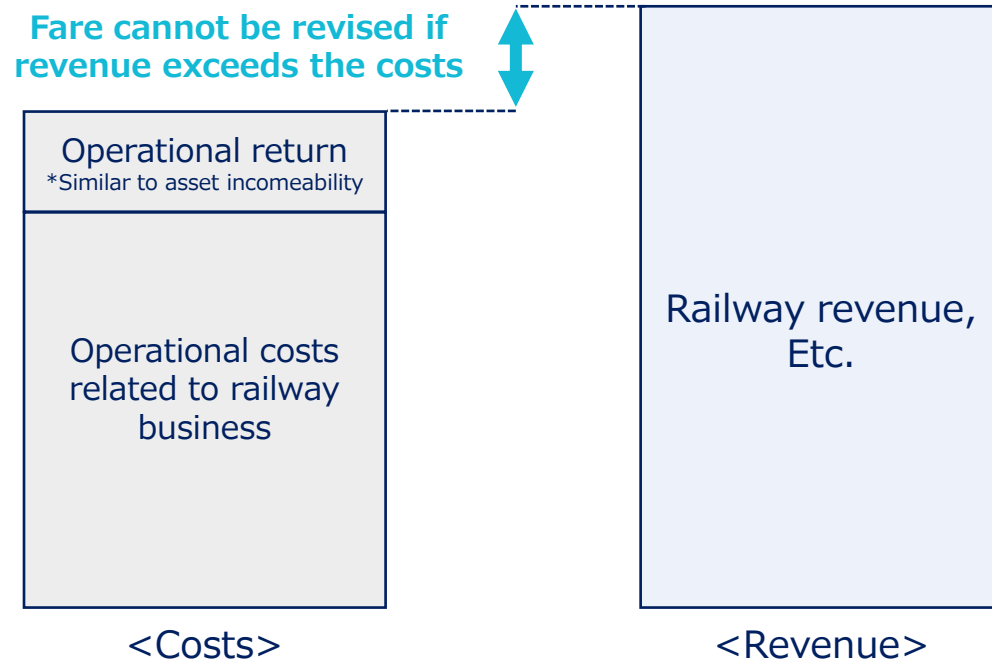 Fare cannot be revised if
revenue exceeds the costs
Operational return
*Similar to asset incomeability
Operational costs
related to railway
business
Railway revenue,
Etc.
<Costs>
<Revenue>